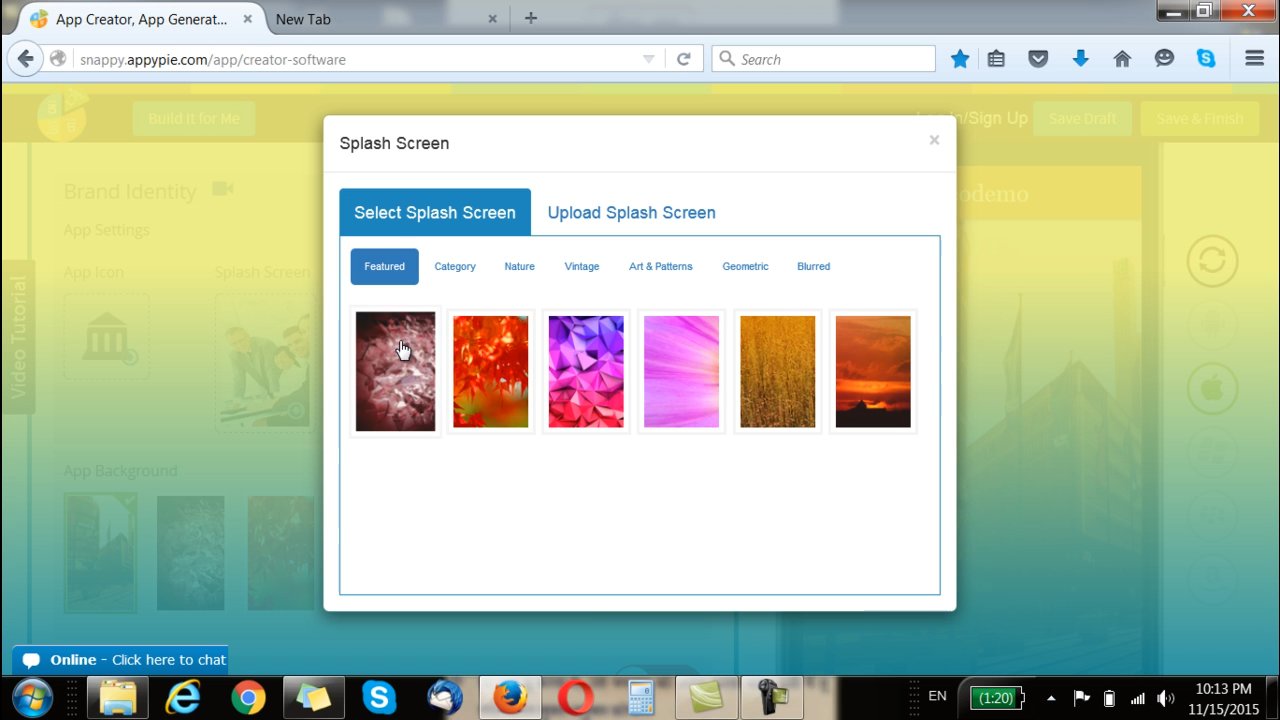 App Creator, App Generat...
New Tab
snappy.appypie.com/app/creator-software
Search
Build It for Me
/Sign Up
Save Draft
Save & Finish
Splash Screen
Brand Identity
App Settings
App Icon
Splash Screen
Select Splash Screen
Upload Splash Screen
odemo
Featured
Category
Nature
Vintage
Art & Patterns
Geometric
Blurred
Video Tutorial
App Background
Online - Click here to chat
EN
(1:20)
10:13 PM
11/15/2015